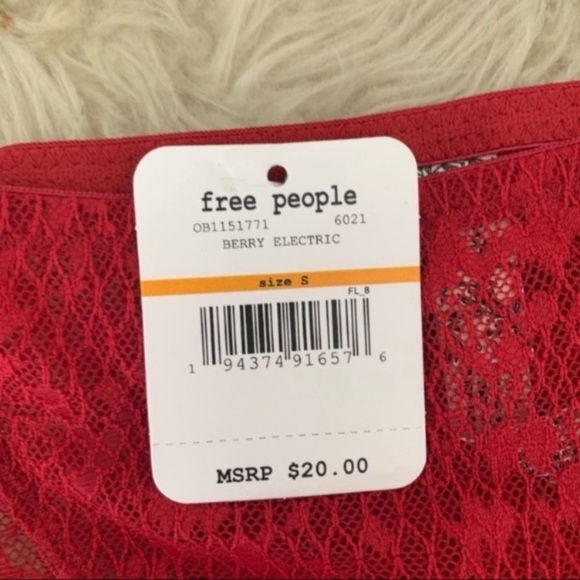 free people
OB1151771 6021
BERRY ELECTRIC
size S
FL_8
1 94374 91657 6
MSRP $20.00